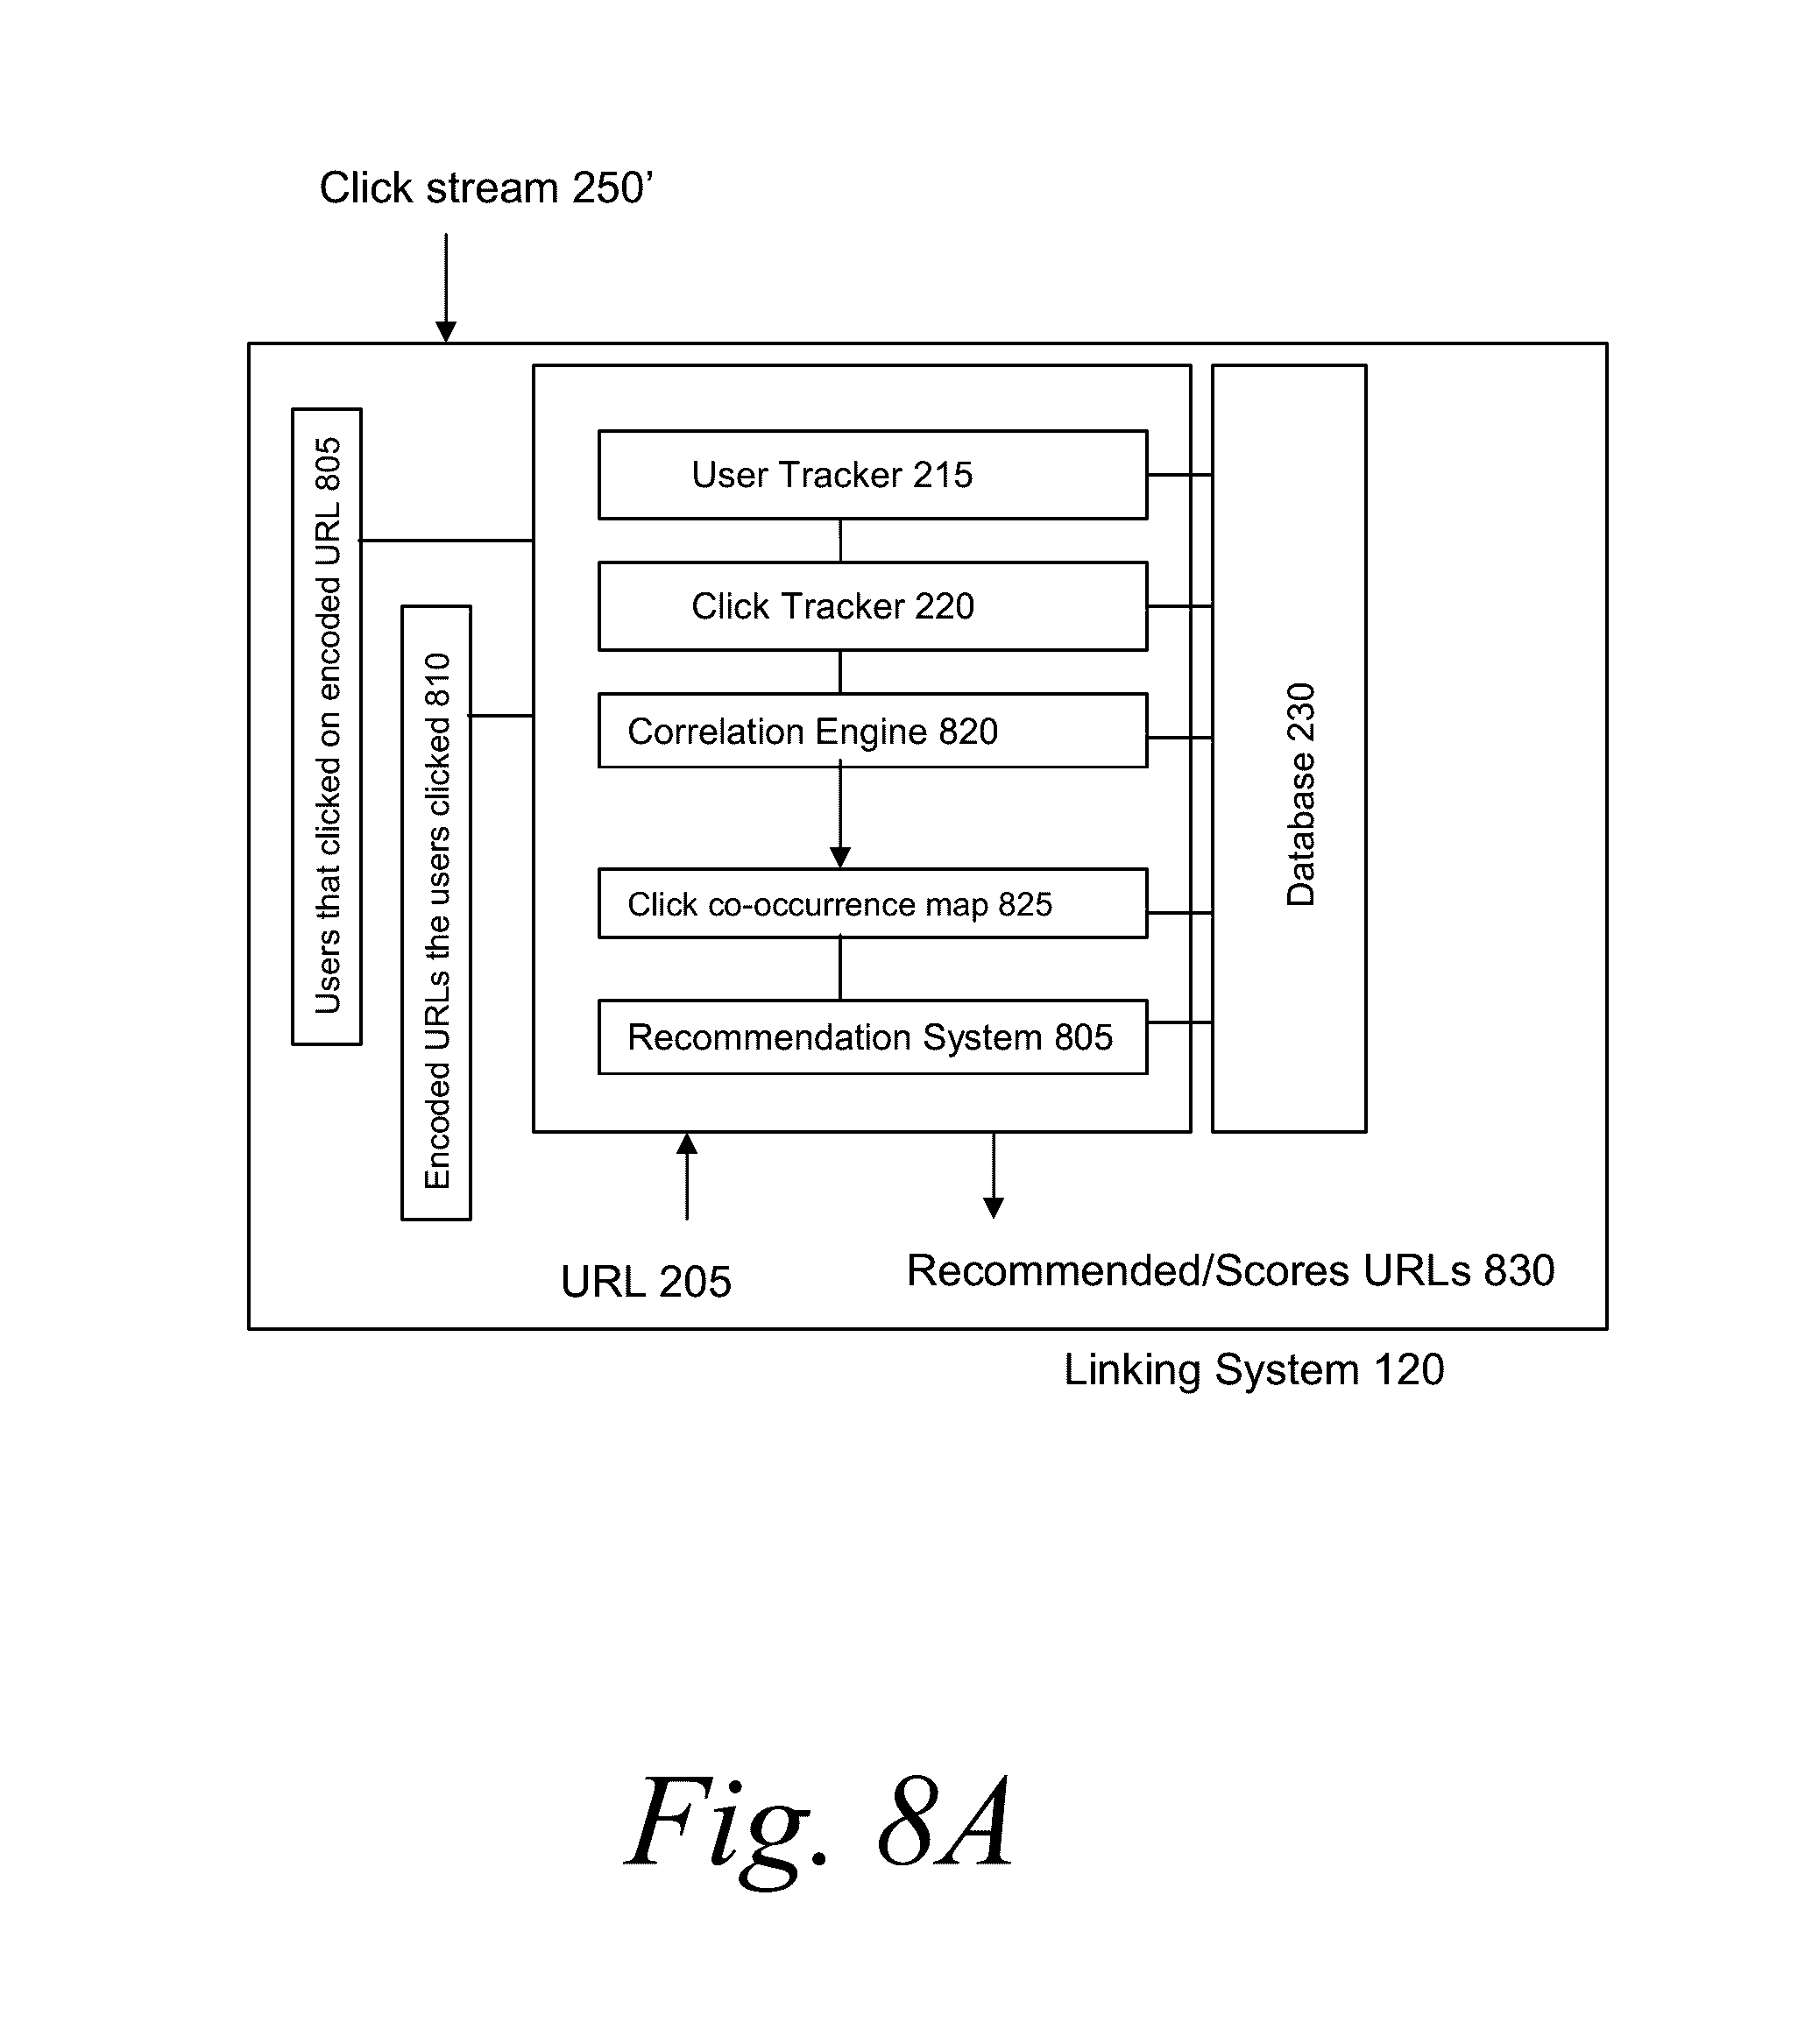 Click stream 250’
Users that clicked on encoded URL 805
Encoded URLs the users clicked 810
User Tracker 215
Click Tracker 220
Correlation Engine 820
Click co-occurrence map 825
Recommendation System 805
Database 230
URL 205
Recommended/Scores URLs 830
Linking System 120
Fig. 8A